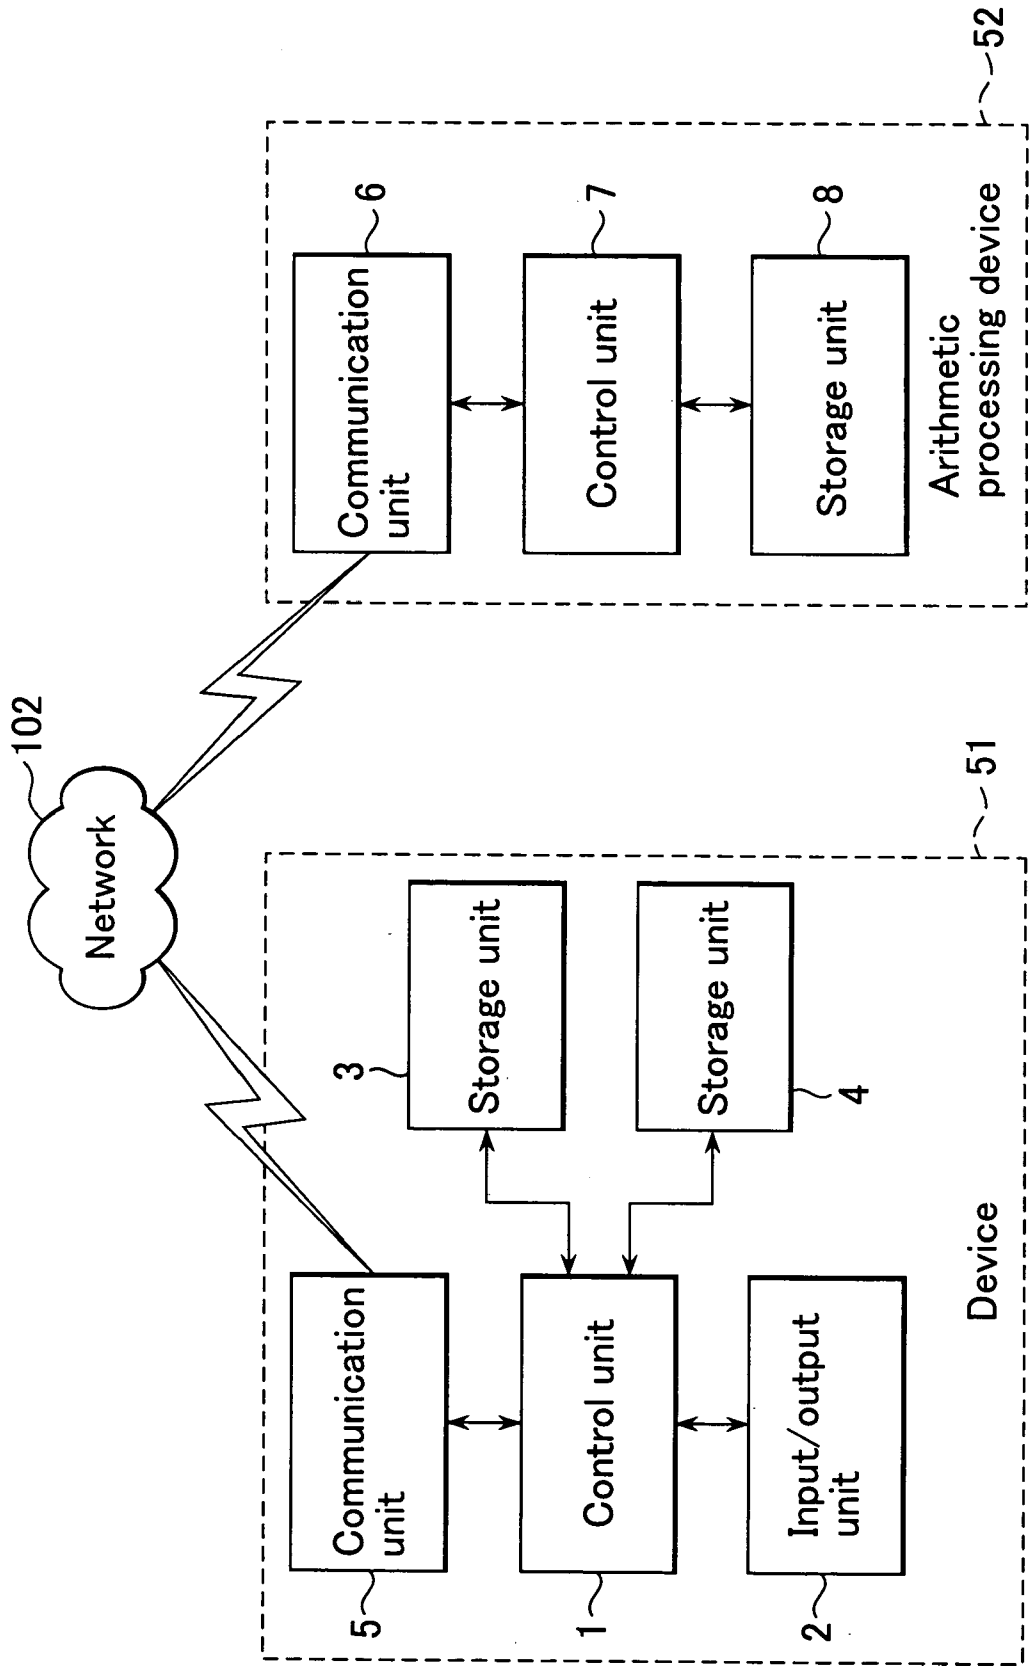 102
Network
5
Communication
unit
1
Control unit
2
Input/output
unit
3
Storage unit
4
Storage unit
Device
51
6
Communication
unit
7
Control unit
8
Storage unit
Arithmetic
processing device
52